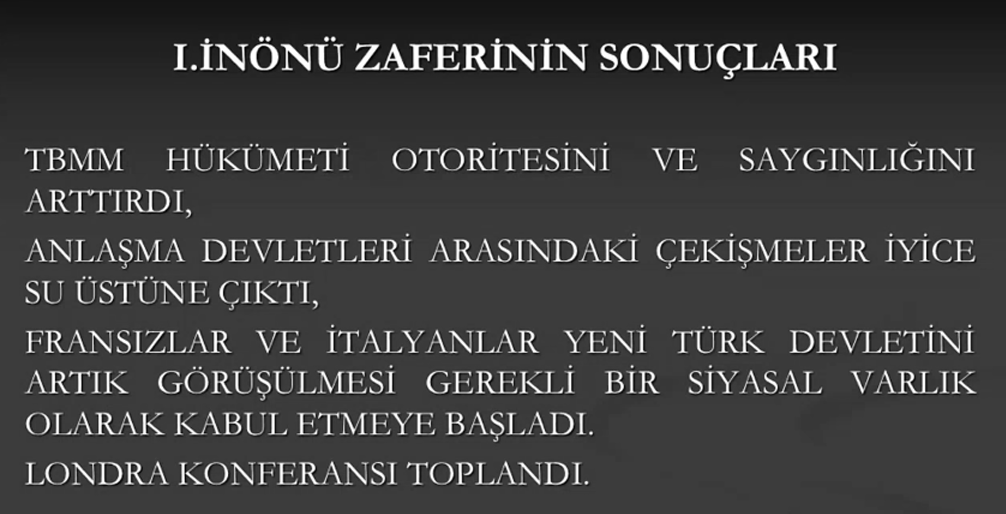 I.İNÖNÜ ZAFERİNİN SONUÇLARI
TBMM HÜKÜMETİ OTORİTESİNİ VE SAYGINLIĞINI
ARTTIRDI,
ANLAŞMA DEVLETLERİ ARASINDAKİ ÇEKİŞMELER İYİCE
SU ÜSTÜNE ÇIKTI,
FRANSIZLAR VE İTALYANLAR YENİ TÜRK DEVLETİNİ
ARTIK GÖRÜŞÜLMESİ GEREKLİ BİR SİYASAL VARLIK
OLARAK KABUL ETMEYE BAŞLADI.
LONDRA KONFERANSI TOPLANDI.